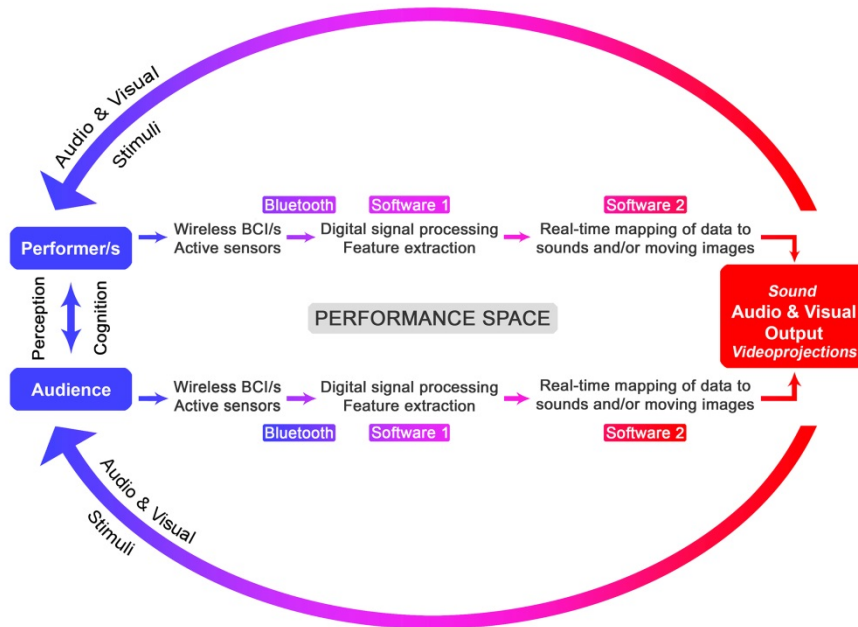 Audio & Visual
Stimuli
Bluetooth
Software 1
Software 2
Performer/s
Wireless BCI/s
Active sensors
Digital signal processing
Feature extraction
Real-time mapping of data to
sounds and/or moving images
Perception
Cognition
PERFORMANCE SPACE
Sound
Audio & Visual
Output
Videoprojections
Audience
Wireless BCI/s
Active sensors
Digital signal processing
Feature extraction
Real-time mapping of data to
sounds and/or moving images
Bluetooth
Software 1
Software 2
Audio & Visual
Stimuli